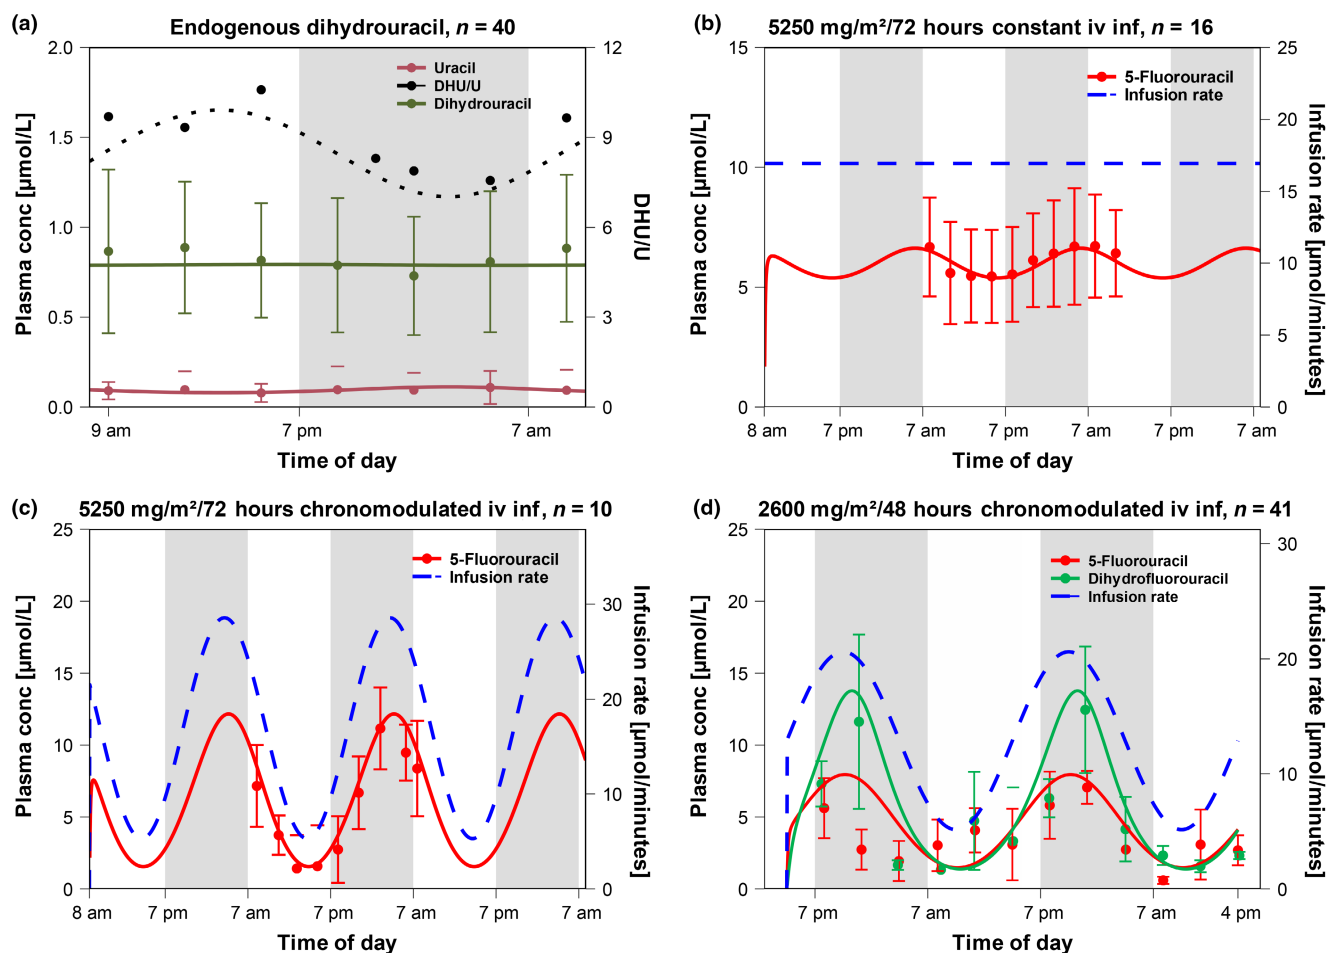 (a) Endogenous dihydrouracil, n = 40
2.0
1.5
1.0
0.5
0.0
Plasma conc [µmol/L]
12
9
6
3
0
DHU/U
Uracil
DHU/U
Dihydrouracil
9 am 7 pm 7 am
Time of day
(b) 5250 mg/m²/72 hours constant iv inf, n = 16
15
10
5
0
Plasma conc [µmol/L]
25
20
15
10
5
0
Infusion rate [µmol/minutes]
5-Fluorouracil
Infusion rate
8 am 7 pm 7 am 7 pm 7 am 7 pm 7 am
Time of day
(c) 5250 mg/m²/72 hours chronomodulated iv inf, n = 10
25
20
15
10
5
0
Plasma conc [µmol/L]
30
20
10
0
Infusion rate [µmol/minutes]
5-Fluorouracil
Infusion rate
8 am 7 pm 7 am 7 pm 7 am 7 pm 7 am
Time of day
(d) 2600 mg/m²/48 hours chronomodulated iv inf, n = 41
25
20
15
10
5
0
Plasma conc [µmol/L]
30
20
10
0
Infusion rate [µmol/minutes]
5-Fluorouracil
Dihydrofluorouracil
Infusion rate
7 pm 7 am 7 pm 7 am 4 pm
Time of day